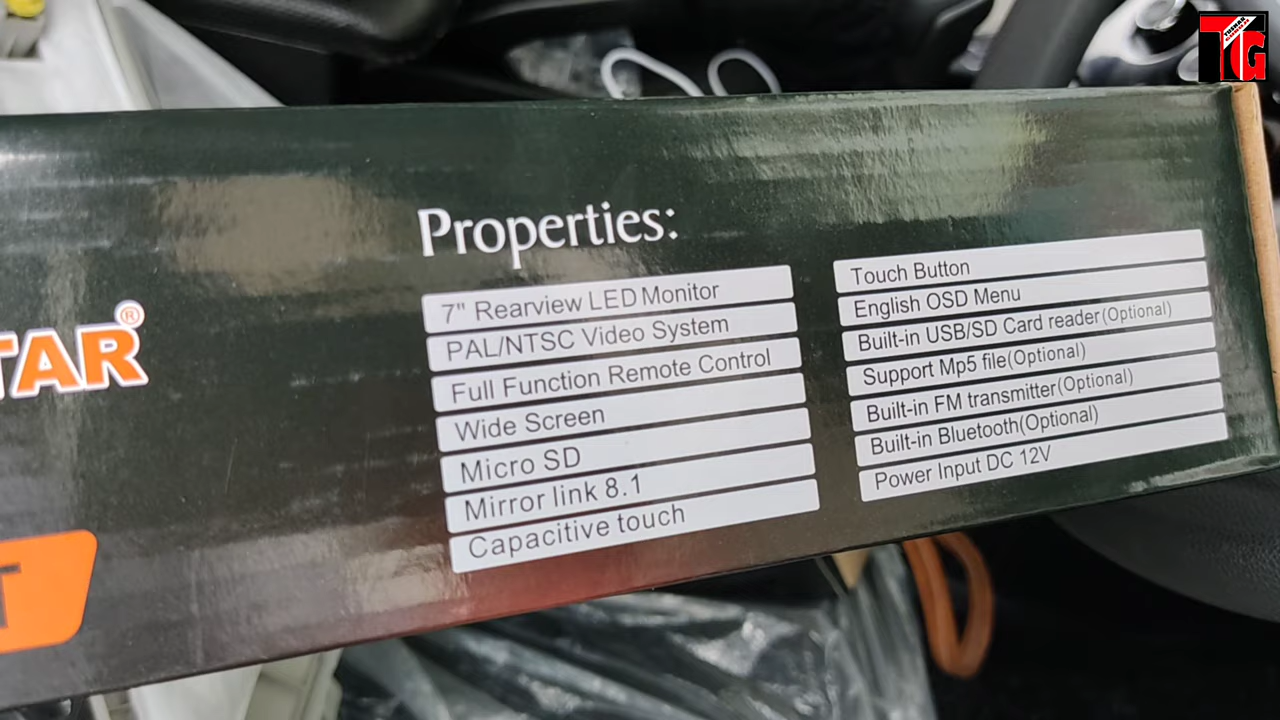 TTG
TAR®
T
Properties:
7" Rearview LED Monitor
PAL/NTSC Video System
Full Function Remote Control
Wide Screen
Micro SD
Mirror link 8.1
Capacitive touch
Touch Button
English OSD Menu
Built-in USB/SD Card reader(Optional)
Support Mp5 file(Optional)
Built-in FM transmitter(Optional)
Built-in Bluetooth(Optional)
Power Input DC 12V